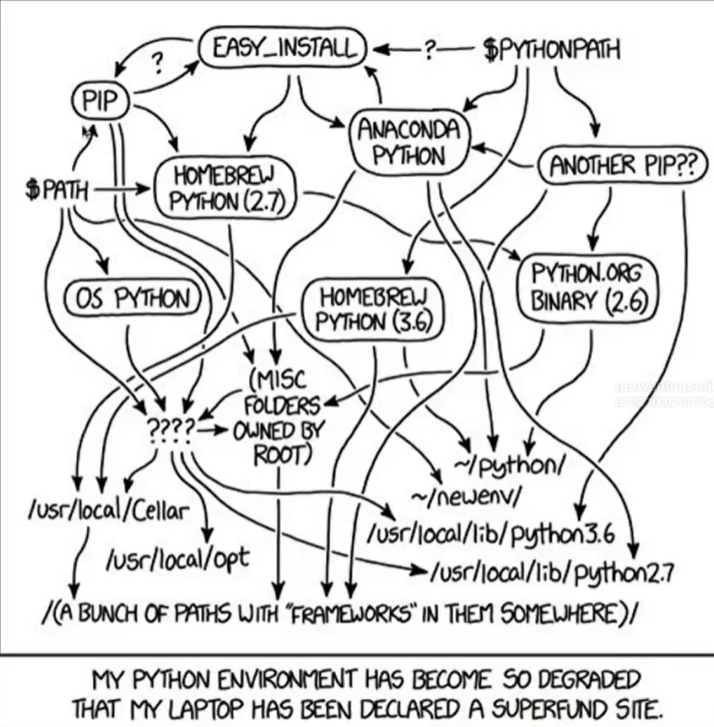 EASY_INSTALL
?
$PYTHONPATH
?
PIP
ANACONDA
PYTHON
ANOTHER PIP??
HOMEBREW
PYTHON (2.7)
$PATH
OS PYTHON
HOMEBREW
PYTHON (3.6)
PYTHON.ORG
BINARY (2.6)
(MISC
FOLDERS
OWNED BY
ROOT)
????
~/python/
~/newenv/
/usr/local/Cellar
/usr/local/lib/python3.6
/usr/local/opt
/usr/local/lib/python2.7
/(A BUNCH OF PATHS WITH "FRAMEWORKS" IN THEM SOMEWHERE)/
MY PYTHON ENVIRONMENT HAS BECOME SO DEGRADED
THAT MY LAPTOP HAS BEEN DECLARED A SUPERFUND SITE.